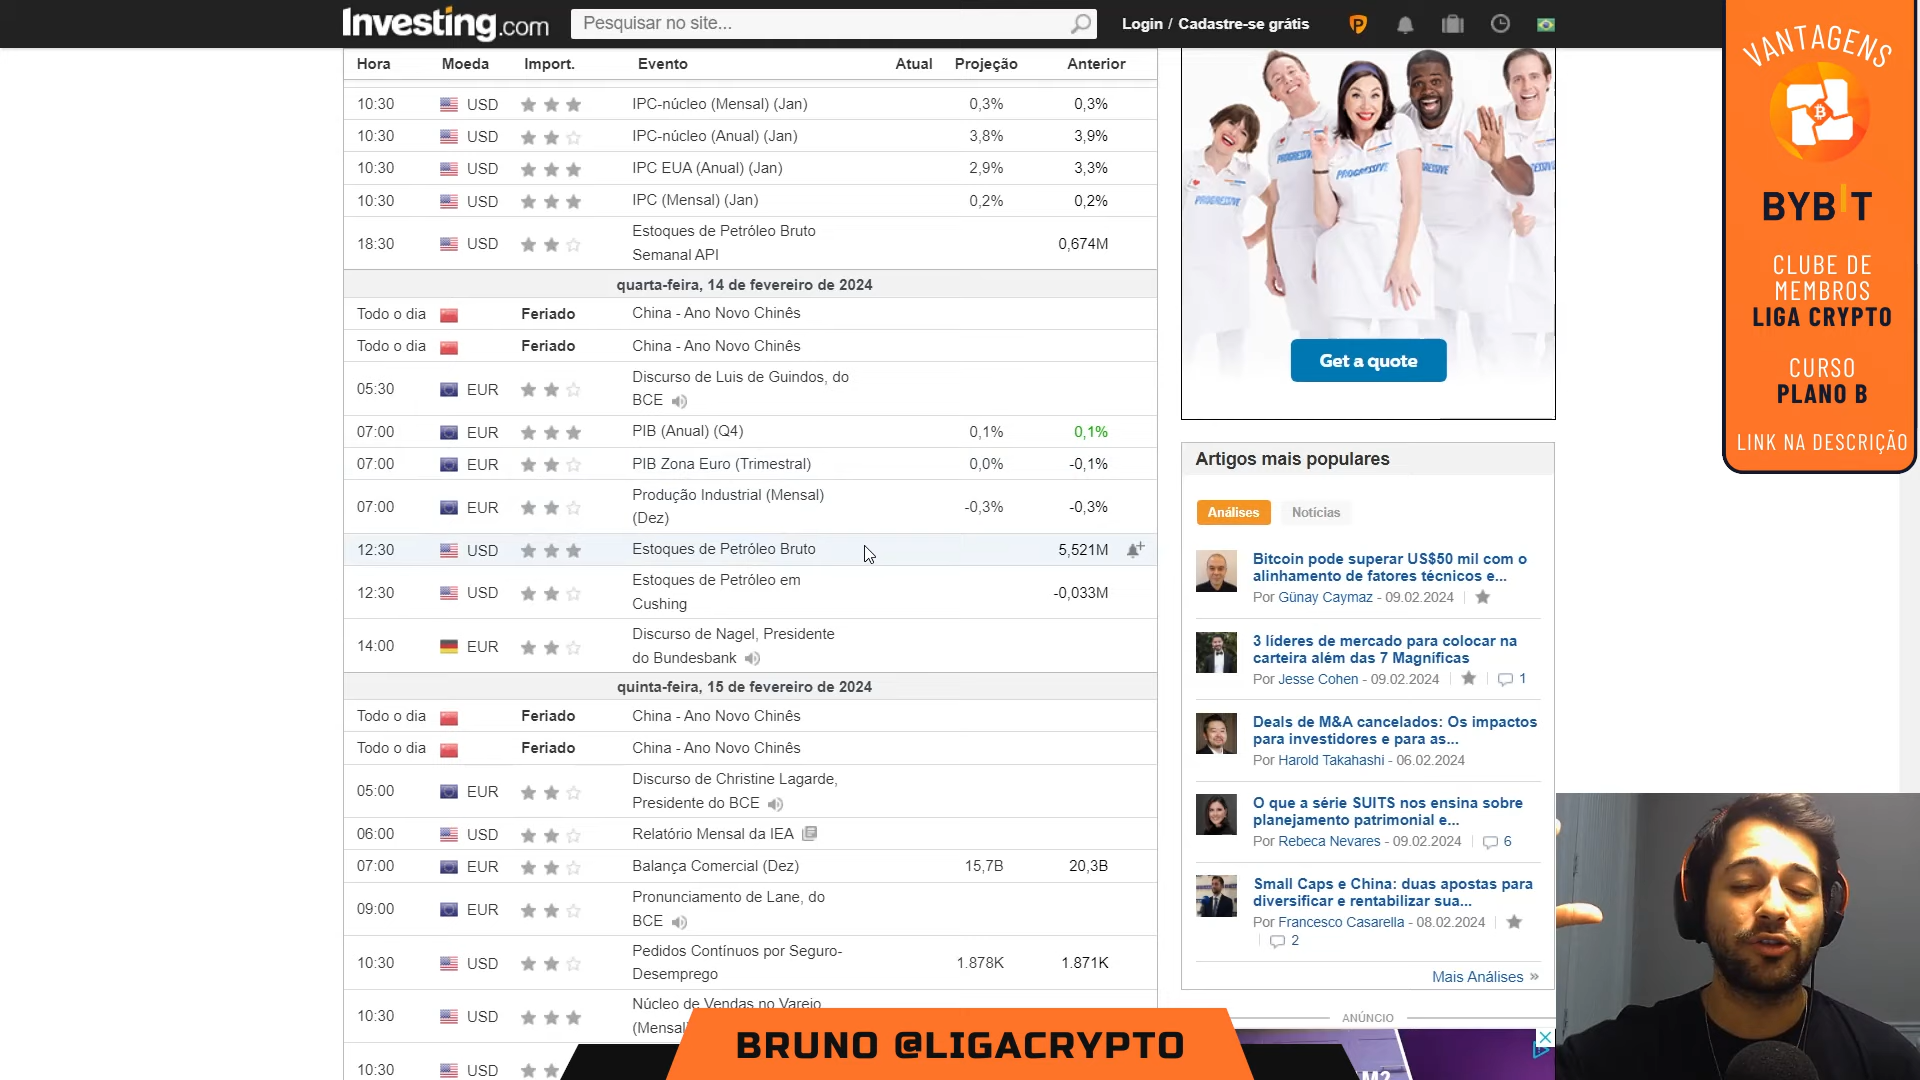 Investing.com
Pesquisar no site...
Login / Cadastre-se grátis
Hora Moeda Import. Evento Atual Projeção Anterior
10:30 USD IPC-núcleo (Mensal) (Jan) 0,3% 0,3%
10:30 USD IPC-núcleo (Anual) (Jan) 3,8% 3,9%
10:30 USD IPC EUA (Anual) (Jan) 2,9% 3,3%
10:30 USD IPC (Mensal) (Jan) 0,2% 0,2%
18:30 USD Estoques de Petróleo Bruto
Semanal API 0,674M
quarta-feira, 14 de fevereiro de 2024
Todo o dia Feriado China - Ano Novo Chinês
Todo o dia Feriado China - Ano Novo Chinês
05:30 EUR Discurso de Luis de Guindos, do
BCE
07:00 EUR PIB (Anual) (Q4) 0,1% 0,1%
07:00 EUR PIB Zona Euro (Trimestral) 0,0% -0,1%
07:00 EUR Produção Industrial (Mensal)
(Dez) -0,3% -0,3%
12:30 USD Estoques de Petróleo Bruto 5,521M
12:30 USD Estoques de Petróleo em
Cushing -0,033M
14:00 EUR Discurso de Nagel, Presidente
do Bundesbank
quinta-feira, 15 de fevereiro de 2024
Todo o dia Feriado China - Ano Novo Chinês
Todo o dia Feriado China - Ano Novo Chinês
05:00 EUR Discurso de Christine Lagarde,
Presidente do BCE
06:00 USD Relatório Mensal da IEA
07:00 EUR Balança Comercial (Dez) 15,7B 20,3B
09:00 EUR Pronunciamento de Lane, do
BCE
10:30 USD Pedidos Contínuos por Seguro-
Desemprego 1.878K 1.871K
10:30 USD Núcleo de Vendas no Varejo
(Mensal
10:30 USD
PROGRESSIVE
PROGRESSIVE
PROGRESSIVE
Get a quote
Artigos mais populares
Análises Notícias
Bitcoin pode superar US$50 mil com o
alinhamento de fatores técnicos e...
Por Günay Caymaz - 09.02.2024
3 líderes de mercado para colocar na
carteira além das 7 Magníficas
Por Jesse Cohen - 09.02.2024 1
Deals de M&A cancelados: Os impactos
para investidores e para as...
Por Harold Takahashi - 06.02.2024
O que a série SUITS nos ensina sobre
planejamento patrimonial e...
Por Rebeca Nevares - 09.02.2024 6
Small Caps e China: duas apostas para
diversificar e rentabilizar sua...
Por Francesco Casarella - 08.02.2024
2
Mais Análises »
ANÚNCIO
VANTAGENS
BYBIT
CLUBE DE
MEMBROS
LIGA CRYPTO
CURSO
PLANO B
LINK NA DESCRIÇÃO
BRUNO @LIGACRYPTO